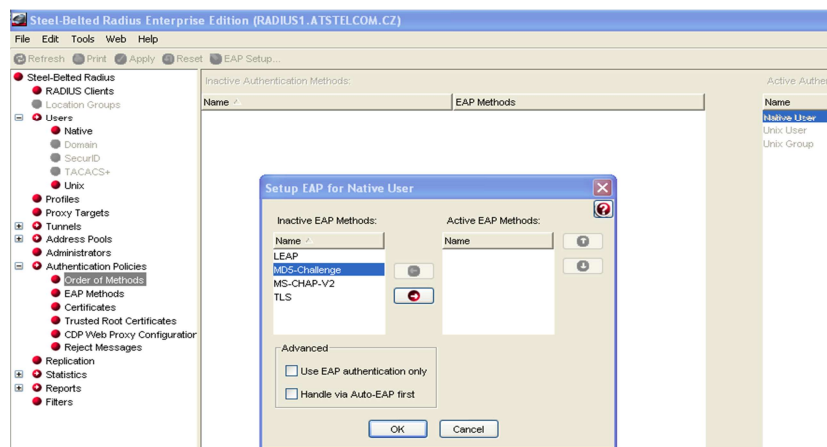 Steel-Belted Radius Enterprise Edition (RADIUS1.ATSTELCOM.CZ)
File Edit Tools Web Help
Refresh Print Apply Reset EAP Setup...
Steel-Belted Radius
RADIUS Clients
Location Groups
Users
Native
Domain
SecurID
TACACS+
Unix
Profiles
Proxy Targets
Tunnels
Address Pools
Administrators
Authentication Policies
Order of Methods
EAP Methods
Certificates
Trusted Root Certificates
CDP Web Proxy Configuration
Reject Messages
Replication
Statistics
Reports
Filters
Inactive Authentication Methods:
Name EAP Methods
Active Authe
Name
Native User
Unix User
Unix Group
Setup EAP for Native User
Inactive EAP Methods:
Name
LEAP
MD5-Challenge
MS-CHAP-V2
TLS
Active EAP Methods:
Name
Advanced
Use EAP authentication only
Handle via Auto-EAP first
OK Cancel